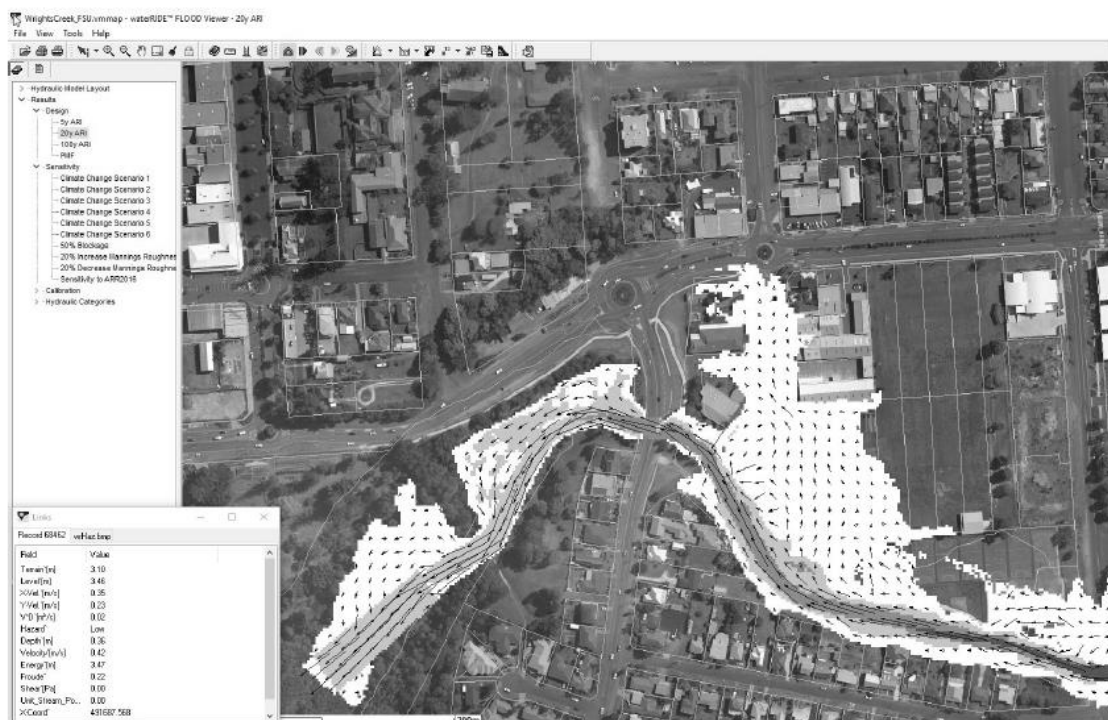 WrightsCreek_FSU.vmmap - waterRIDE™ FLOOD Viewer - 20y ARI
File View Tools Help
Hydraulic Model Layout
Results
Design
5y ARI
20y ARI
100y ARI
PMF
Sensitivity
Climate Change Scenario 1
Climate Change Scenario 2
Climate Change Scenario 3
Climate Change Scenario 4
Climate Change Scenario 5
Climate Change Scenario 6
50% Blockage
20% Increase Mannings Roughne
20% Decrease Mannings Roughne
Sensitivity to ARR2016
Calibration
Hydraulic Categories
Links
Record 68462 velHaz.bmp
Field Value
Terrain*[m] 3.10
Level*[m] 3.46
X-Vel.*[m/s] 0.35
Y-Vel.*[m/s] 0.23
V*D*[m²/s] 0.02
Hazard* Low
Depth*[m] 0.36
Velocity*[m/s] 0.42
Energy*[m] 3.47
Froude* 0.22
Shear*[Pa] 0.00
Unit_Stream_Po... 0.00
X-Coord* 491687.568
200m